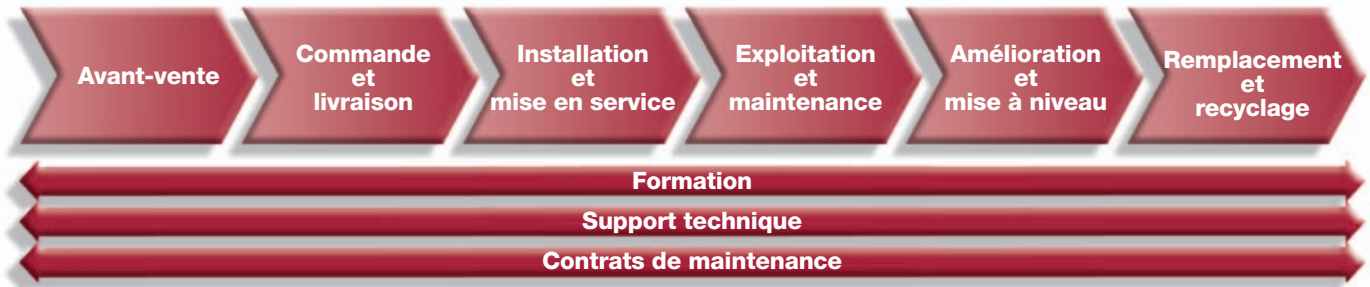 Avant-vente
Commande
et
livraison
Installation
et
mise en service
Exploitation
et
maintenance
Amélioration
et
mise à niveau
Remplacement
et
recyclage
Formation
Support technique
Contrats de maintenance